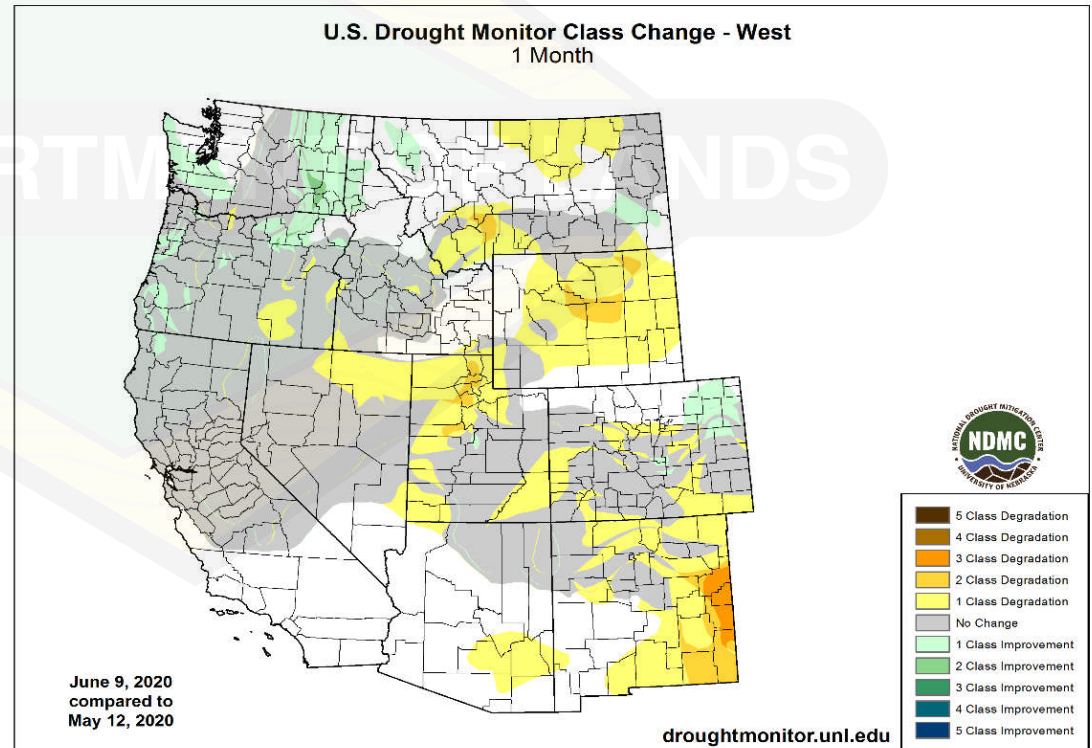 U.S. Drought Monitor Class Change - West
1 Month
RTM
OF LANDS
NATIONAL DROUGHT MITIGATION CENTER
NDMC
UNIVERSITY OF NEBRASKA
5 Class Degradation
4 Class Degradation
3 Class Degradation
2 Class Degradation
1 Class Degradation
No Change
1 Class Improvement
2 Class Improvement
3 Class Improvement
4 Class Improvement
5 Class Improvement
June 9, 2020
compared to
May 12, 2020
droughtmonitor.unl.edu